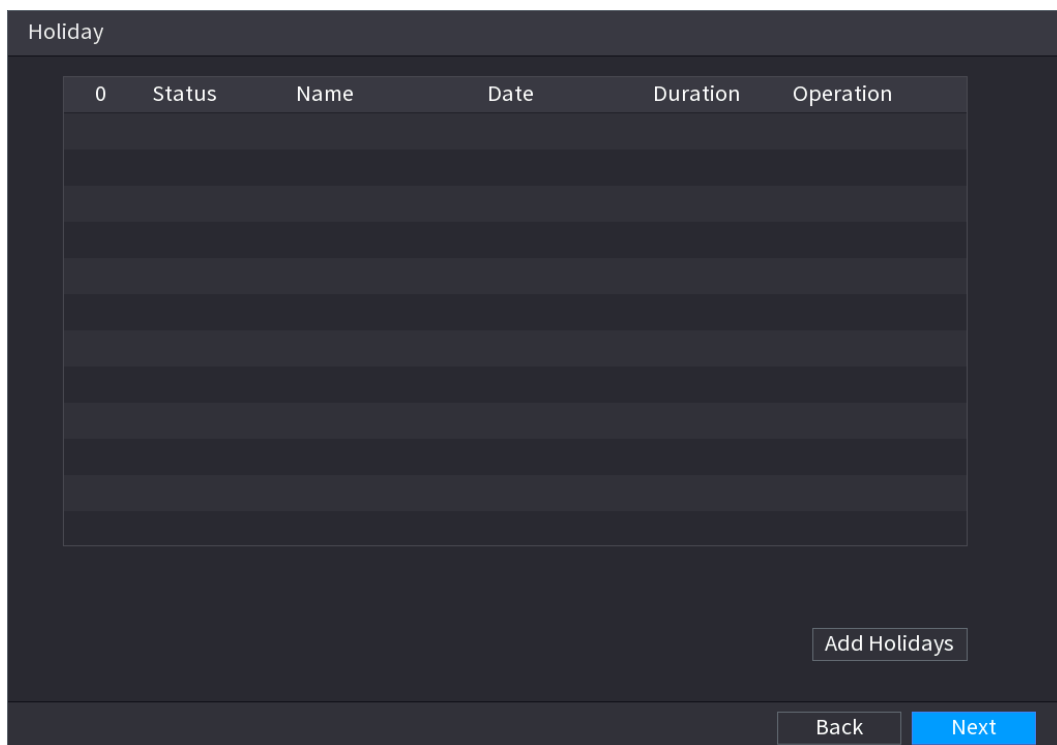 Holiday
0 Status Name Date Duration Operation
Add Holidays
Back Next